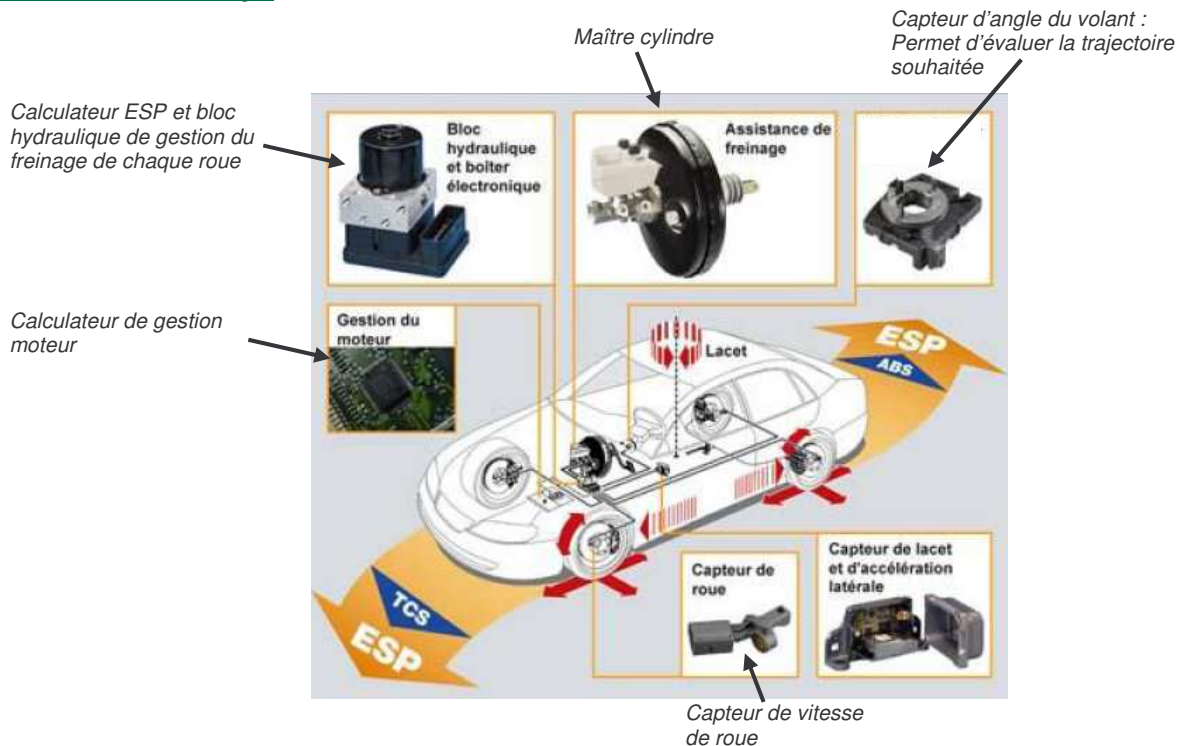 Maître cylindre
Capteur d'angle du volant :
Permet d'évaluer la trajectoire
souhaitée
Calculateur ESP et bloc
hydraulique de gestion du
freinage de chaque roue
Bloc
hydraulique
et boîter
électronique
Assistance de
freinage
Calculateur de gestion
moteur
Gestion du
moteur
Lacet
ESP
ABS
TCS
ESP
Capteur de
roue
Capteur de lacet
et d'accélération
latérale
Capteur de vitesse
de roue